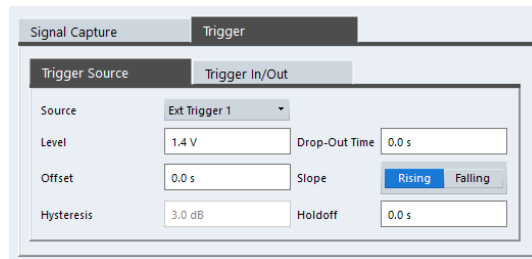 Signal Capture Trigger
Trigger Source Trigger In/Out
Source Ext Trigger 1
Level 1.4 V Drop-Out Time 0.0 s
Offset 0.0 s Slope Rising Falling
Hysteresis 3.0 dB Holdoff 0.0 s